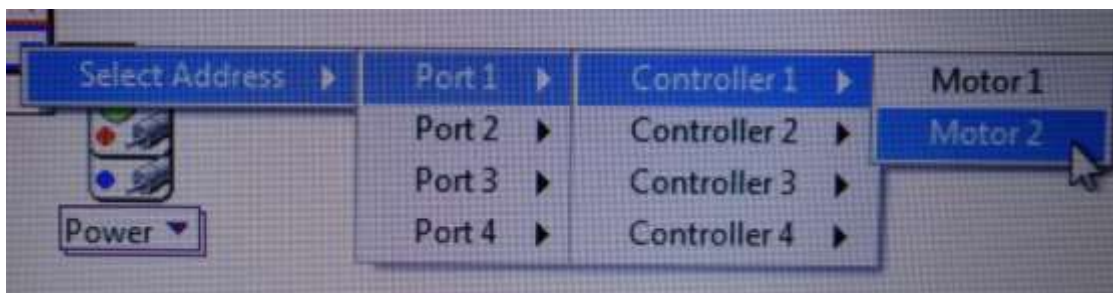 Select Address Port 1 Controller 1 Motor 1
Port 2 Controller 2 Motor 2
Port 3 Controller 3
Power Port 4 Controller 4